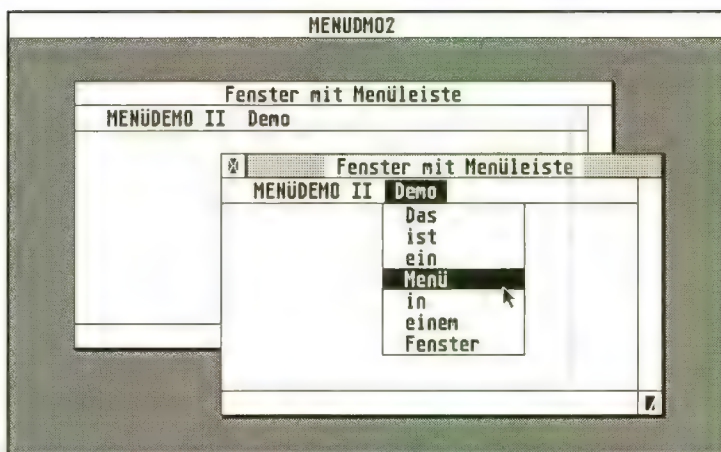 MENUDMO2
Fenster mit Menüleiste
MENÜDEMO II Demo
Fenster mit Menüleiste
MENÜDEMO II Demo
Das
ist
ein
Menü
in
einem
Fenster